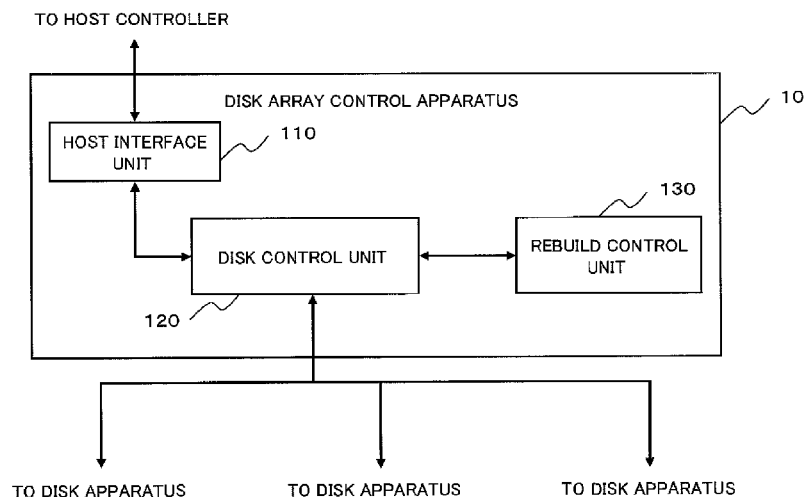 TO HOST CONTROLLER
DISK ARRAY CONTROL APPARATUS
10
HOST INTERFACE
UNIT
110
130
DISK CONTROL UNIT
REBUILD CONTROL
UNIT
120
TO DISK APPARATUS
TO DISK APPARATUS
TO DISK APPARATUS